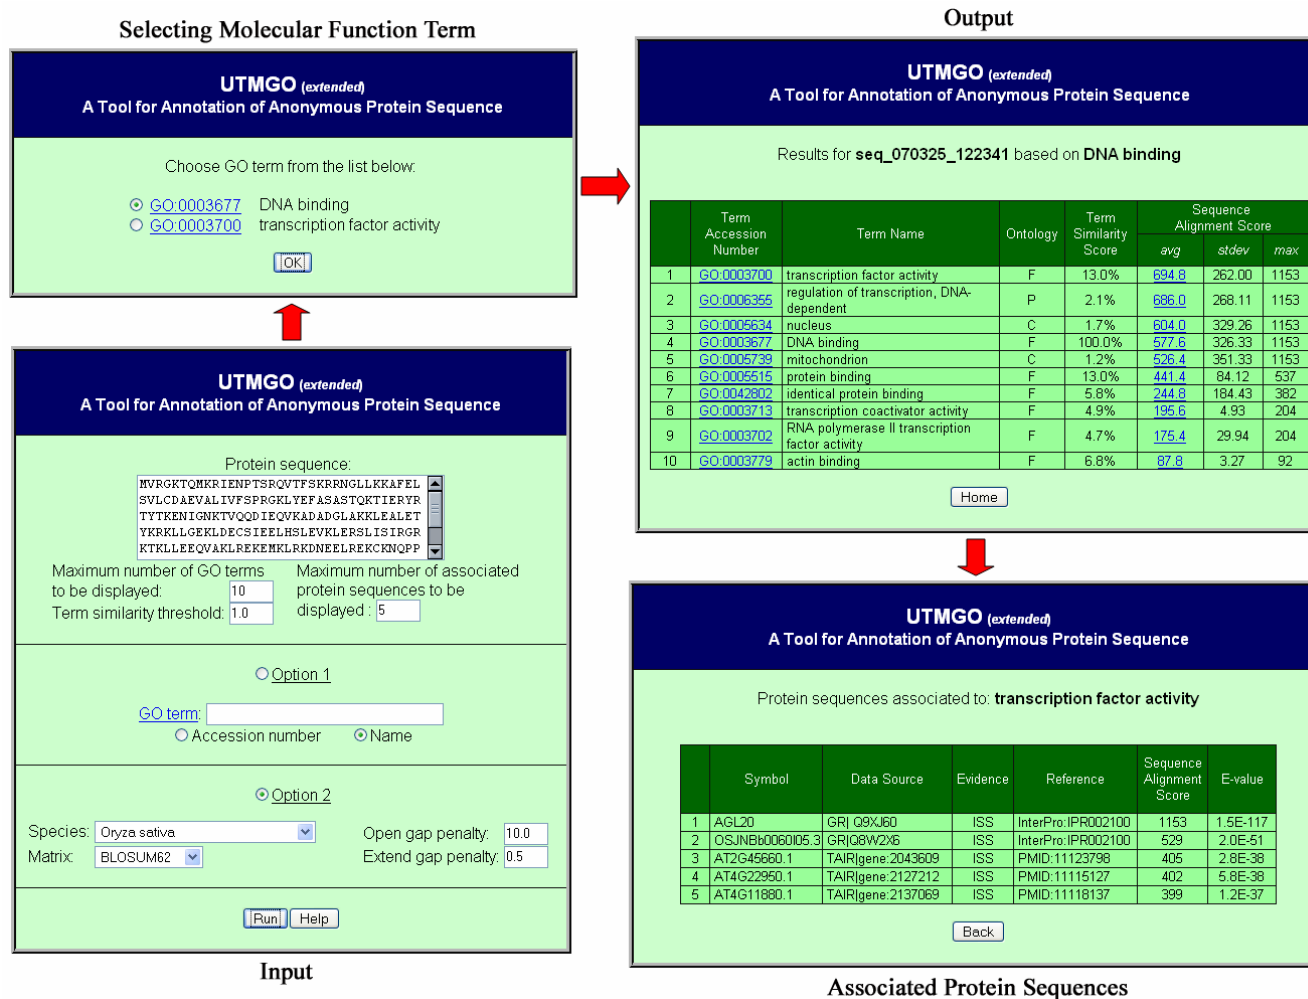 Selecting Molecular Function Term
UTMGO (extended)
A Tool for Annotation of Anonymous Protein Sequence
Choose GO term from the list below:
GO:0003677 DNA binding
GO:0003700 transcription factor activity
OK
UTMGO (extended)
A Tool for Annotation of Anonymous Protein Sequence
Protein sequence:
MVRGKTQMKRIENPTSRQVTFSKRRNGLLKKAFEL
SVLCDAEVALIVFSPRGKLYEFASASTQKTIERYR
TYTKENIGNKTVQQDIEQVKADADGLAKKLEALET
YKRKLLGEKLDECSIEELHSLEVKLERSLISIRGR
KTKLLEEQVAKLREKEMKLRKDNEELREKCKNQPP
Maximum number of GO terms
to be displayed: 10
Term similarity threshold: 1.0
Maximum number of associated
protein sequences to be
displayed : 5
Option 1
GO term:
Accession number Name
Option 2
Species: Oryza sativa Open gap penalty: 10.0
Matrix: BLOSUM62 Extend gap penalty: 0.5
Run Help
Input
Output
UTMGO (extended)
A Tool for Annotation of Anonymous Protein Sequence
Results for seq_070325_122341 based on DNA binding
Term Accession Number Term Name Ontology Term Similarity Score Sequence Alignment Score
avg stdev max
1 GO:0003700 transcription factor activity F 13.0% 694.8 262.00 1153
2 GO:0006355 regulation of transcription, DNA-dependent P 2.1% 686.0 268.11 1153
3 GO:0005634 nucleus C 1.7% 604.0 329.26 1153
4 GO:0003677 DNA binding F 100.0% 577.6 326.33 1153
5 GO:0005739 mitochondrion C 1.2% 526.4 351.33 1153
6 GO:0005515 protein binding F 13.0% 441.4 84.12 537
7 GO:0042802 identical protein binding F 5.8% 244.8 184.43 382
8 GO:0003713 transcription coactivator activity F 4.9% 195.6 4.93 204
9 GO:0003702 RNA polymerase II transcription factor activity F 4.7% 175.4 29.94 204
10 GO:0003779 actin binding F 6.8% 87.8 3.27 92
Home
UTMGO (extended)
A Tool for Annotation of Anonymous Protein Sequence
Protein sequences associated to: transcription factor activity
Symbol Data Source Evidence Reference Sequence Alignment Score E-value
1 AGL20 GR| Q9XJ60 ISS InterPro:IPR002100 1153 1.5E-117
2 OSJNBb0060I05.3 GR|Q8W2X6 ISS InterPro:IPR002100 529 2.0E-51
3 AT2G45660.1 TAIR|gene:2043609 ISS PMID:11123798 405 2.8E-38
4 AT4G22950.1 TAIR|gene:2127212 ISS PMID:11115127 402 5.8E-38
5 AT4G11880.1 TAIR|gene:2137069 ISS PMID:11118137 399 1.2E-37
Back
Associated Protein Sequences